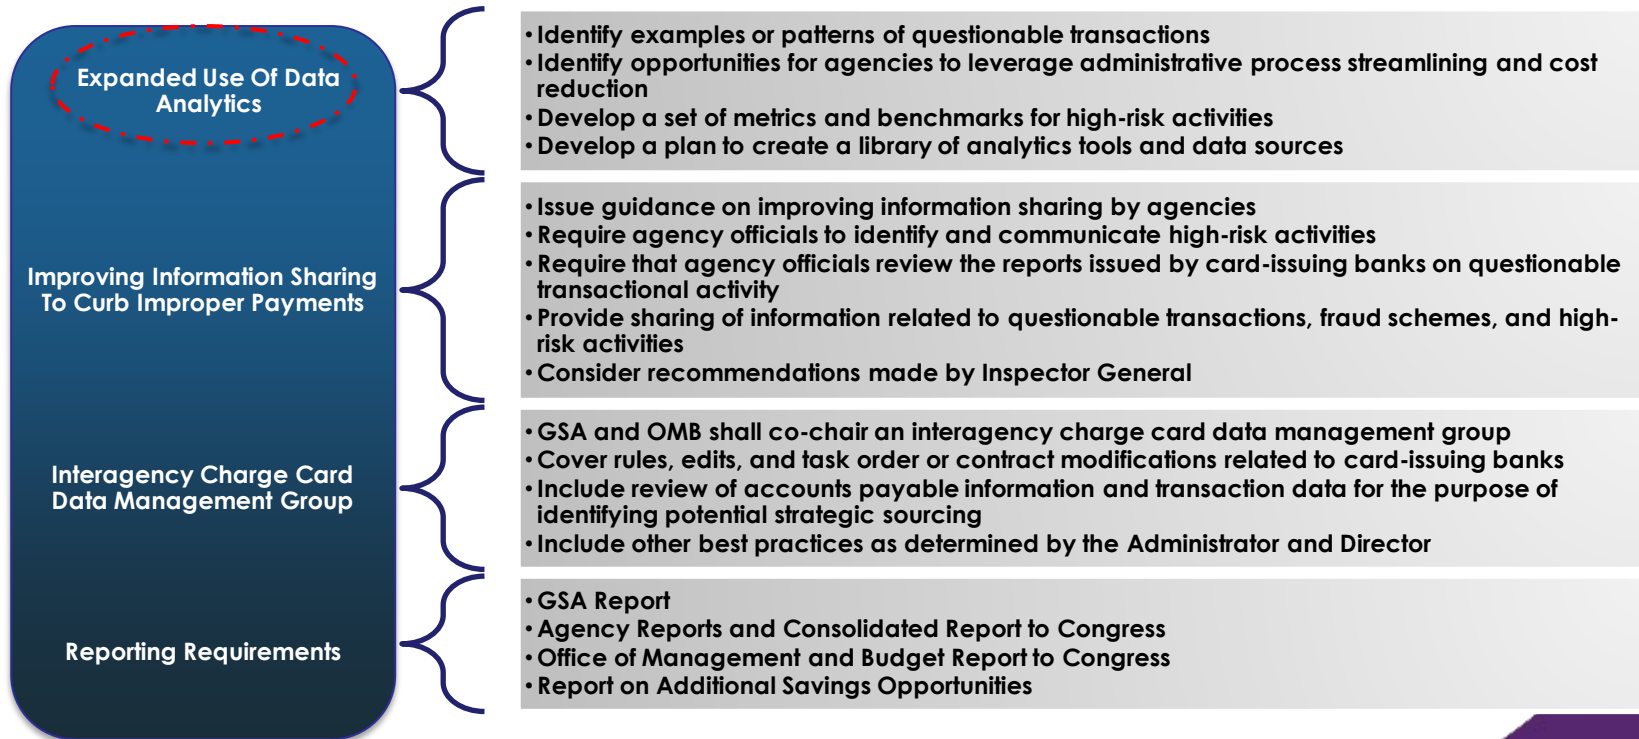 Expanded Use Of Data
Analytics
• Identify examples or patterns of questionable transactions
• Identify opportunities for agencies to leverage administrative process streamlining and cost
reduction
• Develop a set of metrics and benchmarks for high-risk activities
• Develop a plan to create a library of analytics tools and data sources
Improving Information Sharing
To Curb Improper Payments
• Issue guidance on improving information sharing by agencies
• Require agency officials to identify and communicate high-risk activities
• Require that agency officials review the reports issued by card-issuing banks on questionable
transactional activity
• Provide sharing of information related to questionable transactions, fraud schemes, and high-
risk activities
• Consider recommendations made by Inspector General
Interagency Charge Card
Data Management Group
• GSA and OMB shall co-chair an interagency charge card data management group
• Cover rules, edits, and task order or contract modifications related to card-issuing banks
• Include review of accounts payable information and transaction data for the purpose of
identifying potential strategic sourcing
• Include other best practices as determined by the Administrator and Director
Reporting Requirements
• GSA Report
• Agency Reports and Consolidated Report to Congress
• Office of Management and Budget Report to Congress
• Report on Additional Savings Opportunities